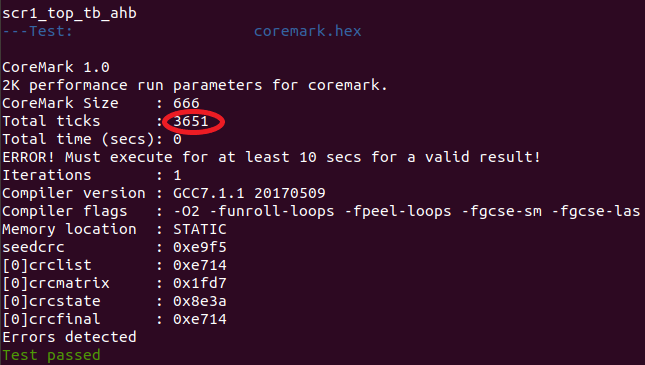 scr1_top_tb_ahb
---Test:                       coremark.hex
CoreMark 1.0
2K performance run parameters for coremark.
CoreMark Size    : 666
Total ticks      : 3651
Total time (secs): 0
ERROR! Must execute for at least 10 secs for a valid result!
Iterations       : 1
Compiler version : GCC7.1.1 20170509
Compiler flags   : -O2 -funroll-loops -fpeel-loops -fgcse-sm -fgcse-las
Memory location  : STATIC
seedcrc          : 0xe9f5
[0]crclist       : 0xe714
[0]crcmatrix     : 0x1fd7
[0]crcstate      : 0x8e3a
[0]crcfinal      : 0xe714
Errors detected
Test passed